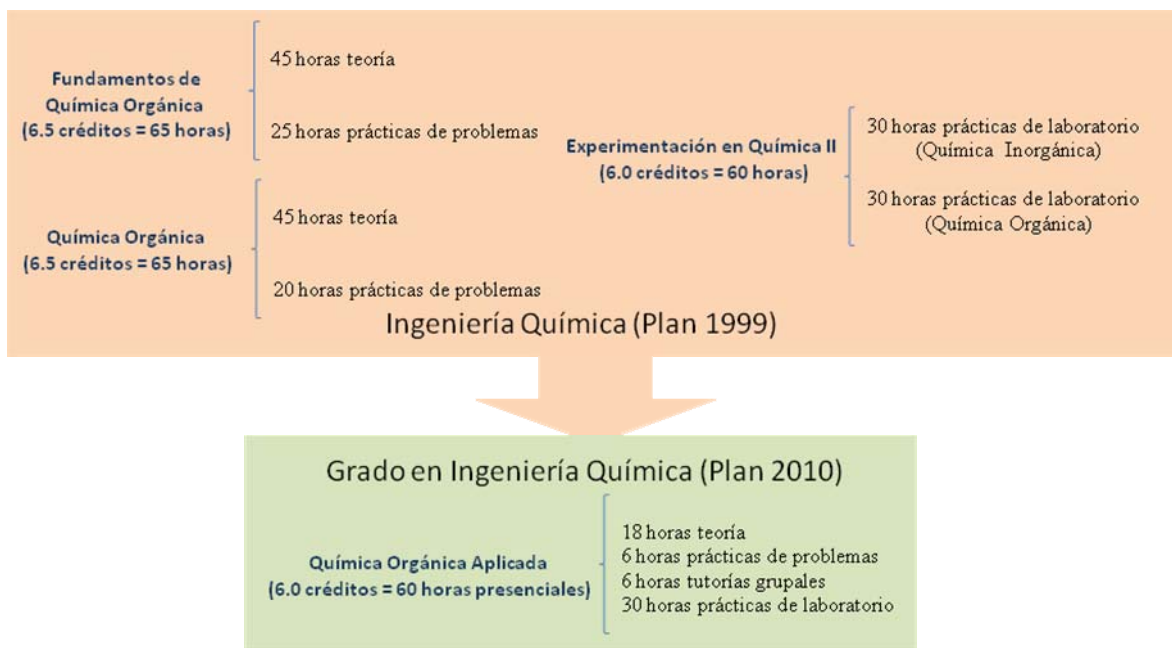 Fundamentos de
Química Orgánica
(6.5 créditos = 65 horas)
45 horas teoría
25 horas prácticas de problemas
Química Orgánica
(6.5 créditos = 65 horas)
45 horas teoría
20 horas prácticas de problemas
Experimentación en Química II
(6.0 créditos = 60 horas)
30 horas prácticas de laboratorio
(Química Inorgánica)
30 horas prácticas de laboratorio
(Química Orgánica)
Ingeniería Química (Plan 1999)
Grado en Ingeniería Química (Plan 2010)
Química Orgánica Aplicada
(6.0 créditos = 60 horas presenciales)
18 horas teoría
6 horas prácticas de problemas
6 horas tutorías grupales
30 horas prácticas de laboratorio